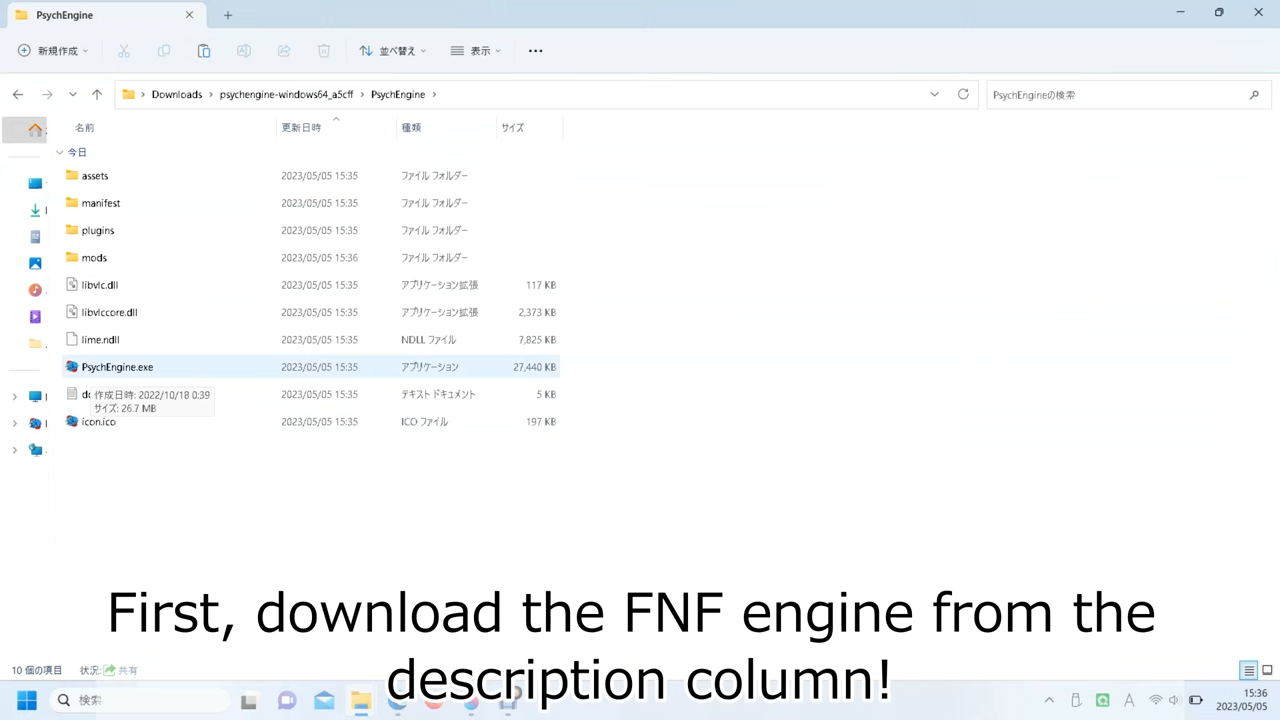 PsychEngine
新規作成
並べ替え
表示
Downloads > psychengine-windows64_a5cff > PsychEngine >
PsychEngineの検索
名前 更新日時 種類 サイズ
今日
assets 2023/05/05 15:35 ファイル フォルダー
manifest 2023/05/05 15:35 ファイル フォルダー
plugins 2023/05/05 15:35 ファイル フォルダー
mods 2023/05/05 15:36 ファイル フォルダー
libvlc.dll 2023/05/05 15:35 アプリケーション拡張 117 KB
libvlccore.dll 2023/05/05 15:35 アプリケーション拡張 2,373 KB
lime.ndll 2023/05/05 15:35 NDLL ファイル 7,825 KB
PsychEngine.exe 2023/05/05 15:35 アプリケーション 27,440 KB
2023/05/05 15:35 テキスト ドキュメント 5 KB
作成日時: 2022/10/18 0:39
サイズ: 26.7 MB
icon.ico 2023/05/05 15:35 ICO ファイル 197 KB
First, download the FNF engine from the
description column!
10 個の項目 状況: 共有
検索
A
15:36
2023/05/05